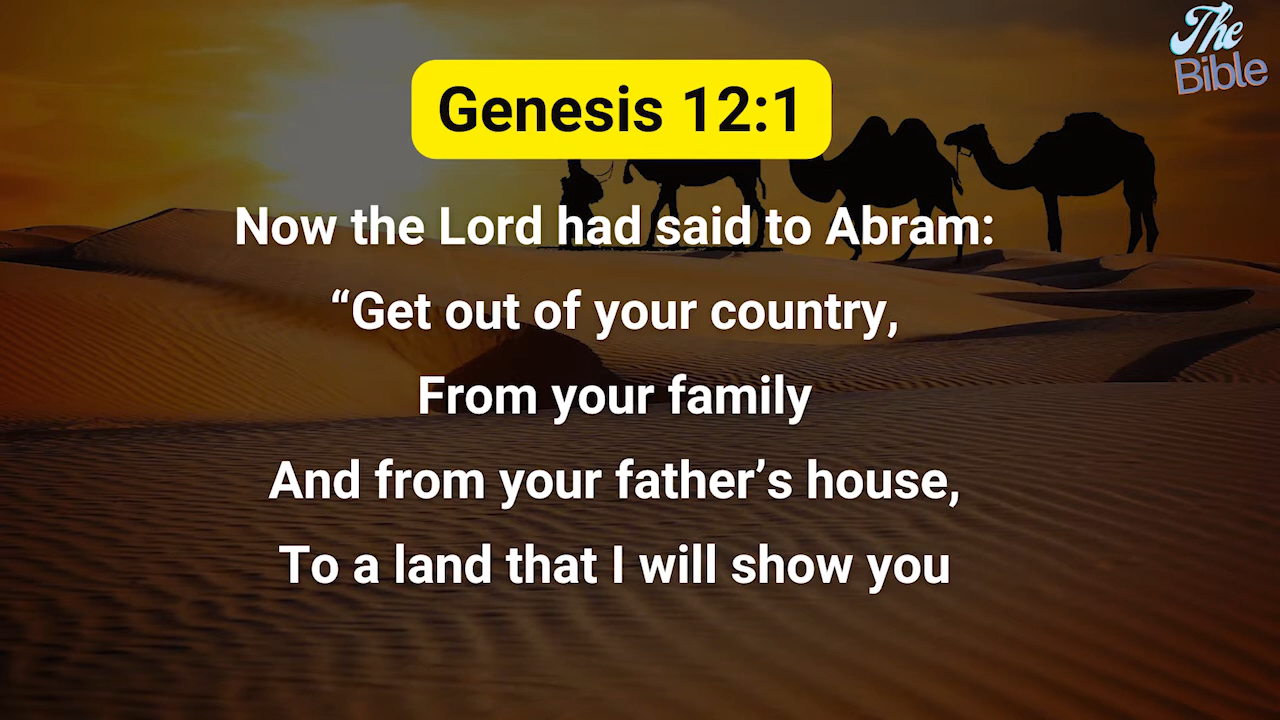 The
Bible
Genesis 12:1
Now the Lord had said to Abram:
“Get out of your country,
From your family
And from your father’s house,
To a land that I will show you